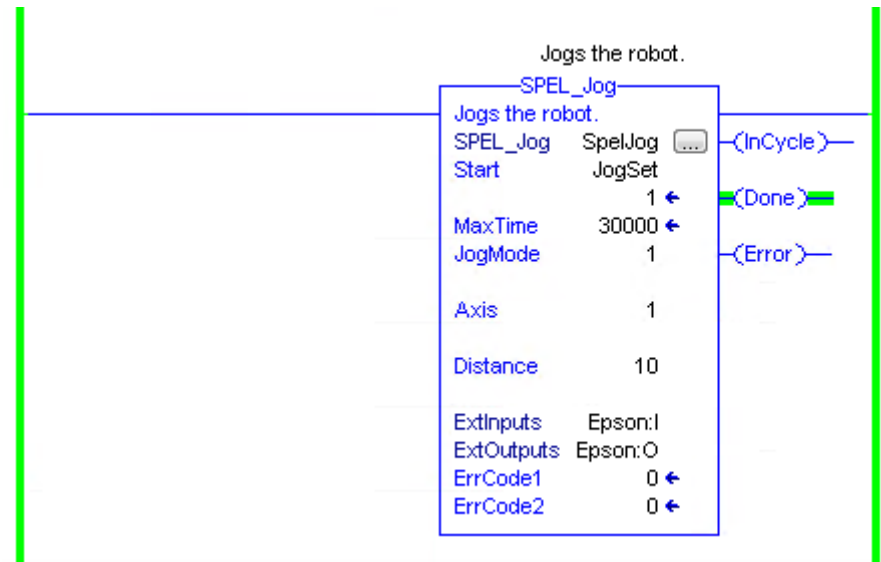 Jogs the robot.
SPEL_Jog
Jogs the robot.
SPEL_Jog SpelJog ... (InCycle)
Start JogSet
1 (Done)
MaxTime 30000
JogMode 1 (Error)
Axis 1
Distance 10
ExtInputs Epson:I
ExtOutputs Epson:O
ErrCode1 0
ErrCode2 0